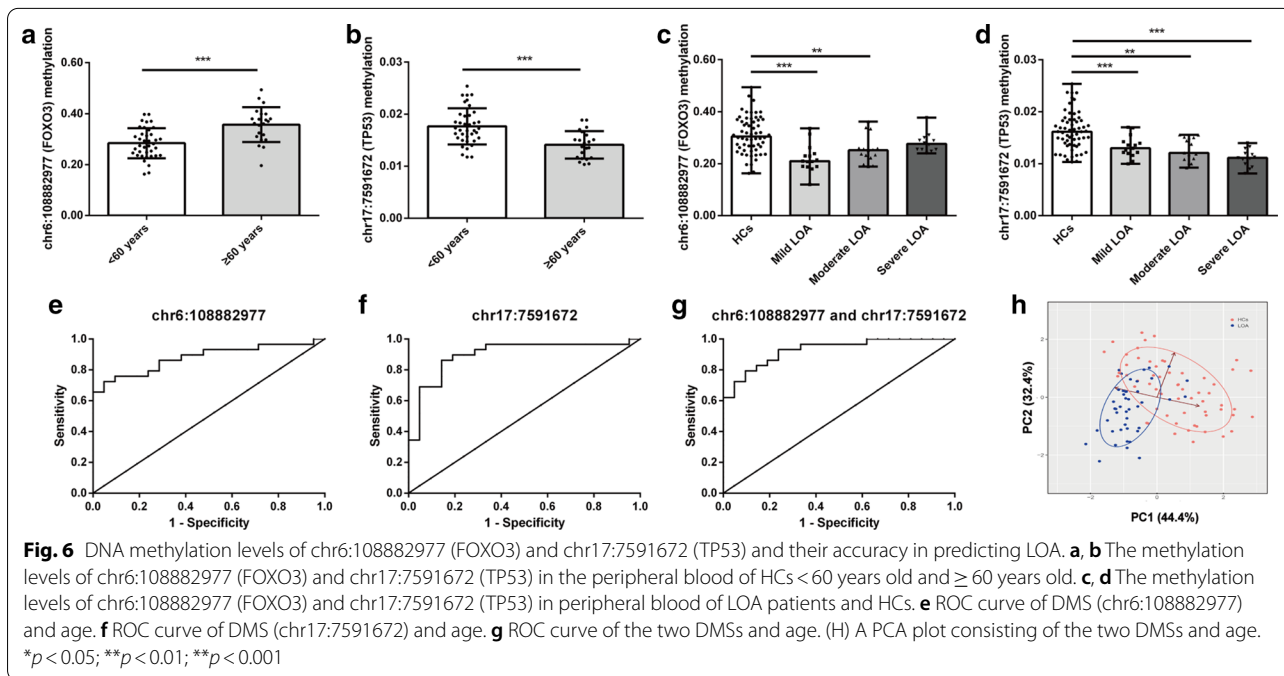 a
chr6:108882977 (FOXO3) methylation
0.60
0.40
0.20
0.00
***
<60 years
≥60 years
b
chr17:7591672 (TP53) methylation
0.03
0.02
0.01
0.00
***
<60 years
≥60 years
c
chr6:108882977 (FOXO3) methylation
0.60
0.40
0.20
0.00
**
***
HCs
Mild LOA
Moderate LOA
Severe LOA
d
chr17:7591672 (TP53) methylation
0.03
0.02
0.01
0.00
***
**
***
HCs
Mild LOA
Moderate LOA
Severe LOA
e
chr6:108882977
Sensitivity
1.0
0.8
0.6
0.4
0.2
0.0
0.0 0.2 0.4 0.6 0.8 1.0
1 - Specificity
f
chr17:7591672
Sensitivity
1.0
0.8
0.6
0.4
0.2
0.0
0.0 0.2 0.4 0.6 0.8 1.0
1 - Specificity
g
chr6:108882977 and chr17:7591672
Sensitivity
1.0
0.8
0.6
0.4
0.2
0.0
0.0 0.2 0.4 0.6 0.8 1.0
1 - Specificity
h
HCs
LOA
PC2 (32.4%)
2
0
-2
-2 0 2
PC1 (44.4%)
Fig. 6 DNA methylation levels of chr6:108882977 (FOXO3) and chr17:7591672 (TP53) and their accuracy in predicting LOA. a, b The methylation
levels of chr6:108882977 (FOXO3) and chr17:7591672 (TP53) in the peripheral blood of HCs < 60 years old and ≥ 60 years old. c, d The methylation
levels of chr6:108882977 (FOXO3) and chr17:7591672 (TP53) in peripheral blood of LOA patients and HCs. e ROC curve of DMS (chr6:108882977)
and age. f ROC curve of DMS (chr17:7591672) and age. g ROC curve of the two DMSs and age. (H) A PCA plot consisting of the two DMSs and age.
*p < 0.05; **p < 0.01; **p < 0.001